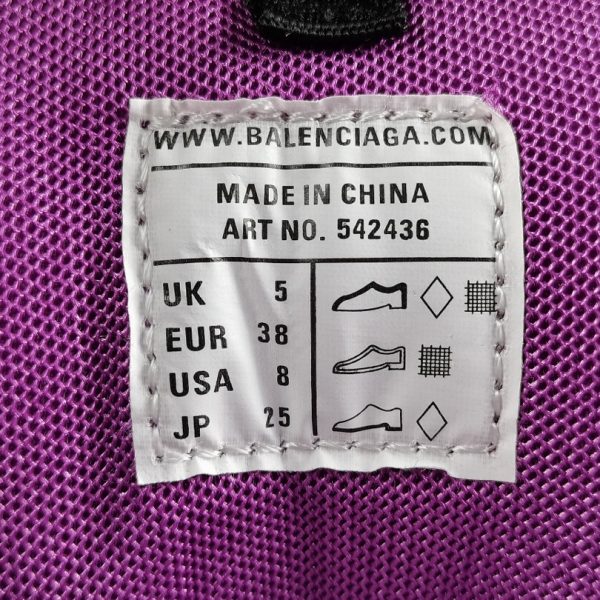 WWW.BALENCIAGA.COM
MADE IN CHINA
ART NO. 542436
UK 5
EUR 38
USA 8
JP 25